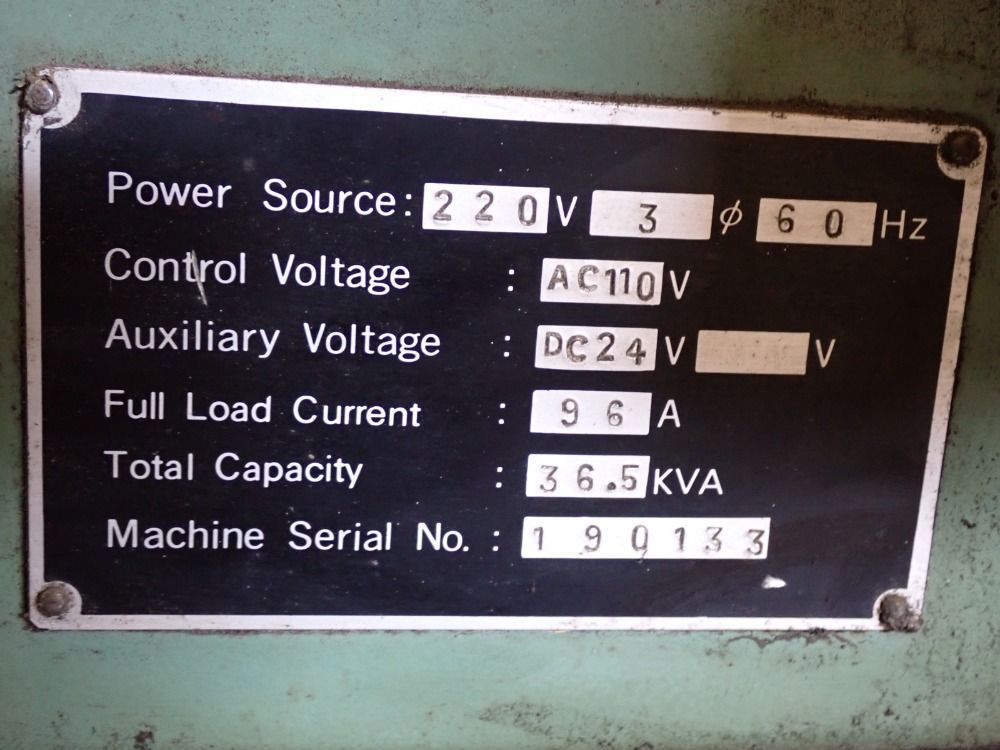 Power Source: 220 V 3 ø 60 Hz
Control Voltage : AC110 V
Auxiliary Voltage : DC24 V V
Full Load Current : 96 A
Total Capacity : 36.5 KVA
Machine Serial No. : 190133